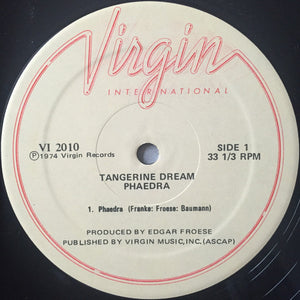 Virgin
INTERNATIONAL
VI 2010
℗1974 Virgin Records
SIDE 1
33 1/3 RPM
TANGERINE DREAM
PHAEDRA
1. Phaedra (Franke: Froese: Baumann)
PRODUCED BY EDGAR FROESE
PUBLISHED BY VIRGIN MUSIC,INC.(ASCAP)